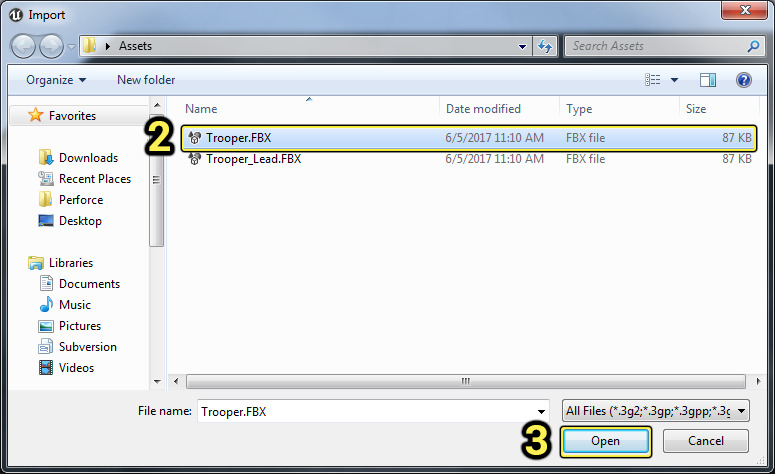 Import
Assets
Search Assets
Organize
New folder
Favorites
Downloads
Recent Places
Perforce
Desktop
Libraries
Documents
Music
Pictures
Subversion
Videos
Name Date modified Type Size
2
Trooper.FBX 6/5/2017 11:10 AM FBX file 87 KB
Trooper_Lead.FBX 6/5/2017 11:10 AM FBX file 87 KB
File name: Trooper.FBX All Files (*.3g2;*.3gp;*.3gpp;*.3g
3
Open
Cancel